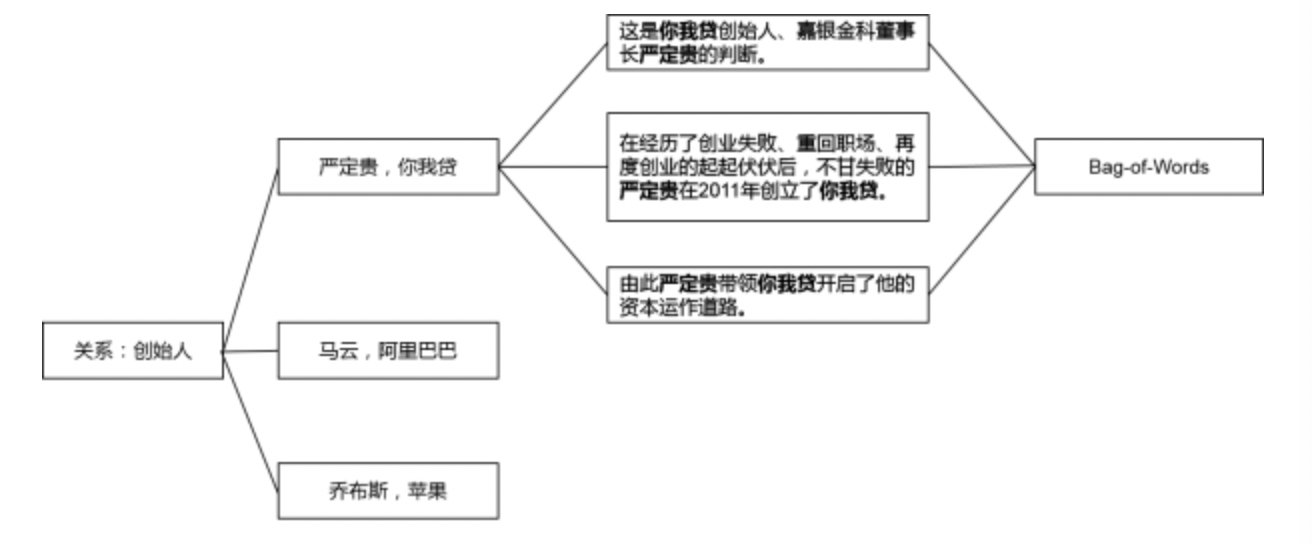 这是你我贷创始人、嘉银金科董事
长严定贵的判断。
严定贵，你我贷
在经历了创业失败、重回职场、再
度创业的起起伏伏后，不甘失败的
严定贵在2011年创立了你我贷。
Bag-of-Words
由此严定贵带领你我贷开启了他的
资本运作道路。
关系：创始人
马云，阿里巴巴
乔布斯，苹果